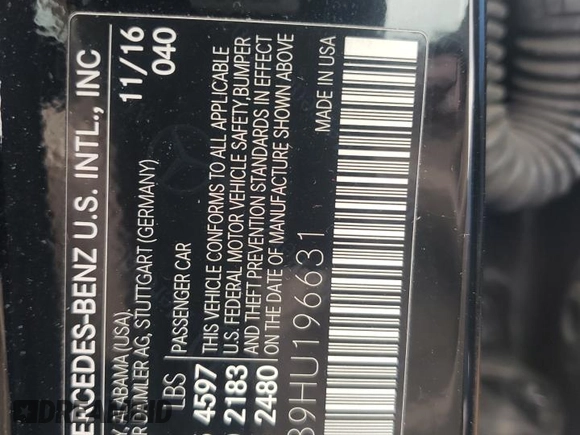 ERCEDES-BENZ U.S. INTL., INC
11/16
040
ALABAMA (USA)
DAIMLER AG, STUTTGART (GERMANY)
LBS PASSENGER CAR
4597 THIS VEHICLE CONFORMS TO ALL APPLICABLE
2183 U.S. FEDERAL MOTOR VEHICLE SAFETY, BUMPER
2480 AND THEFT PREVENTION STANDARDS IN EFFECT
ON THE DATE OF MANUFACTURE SHOWN ABOVE
MADE IN USA
39HU196631